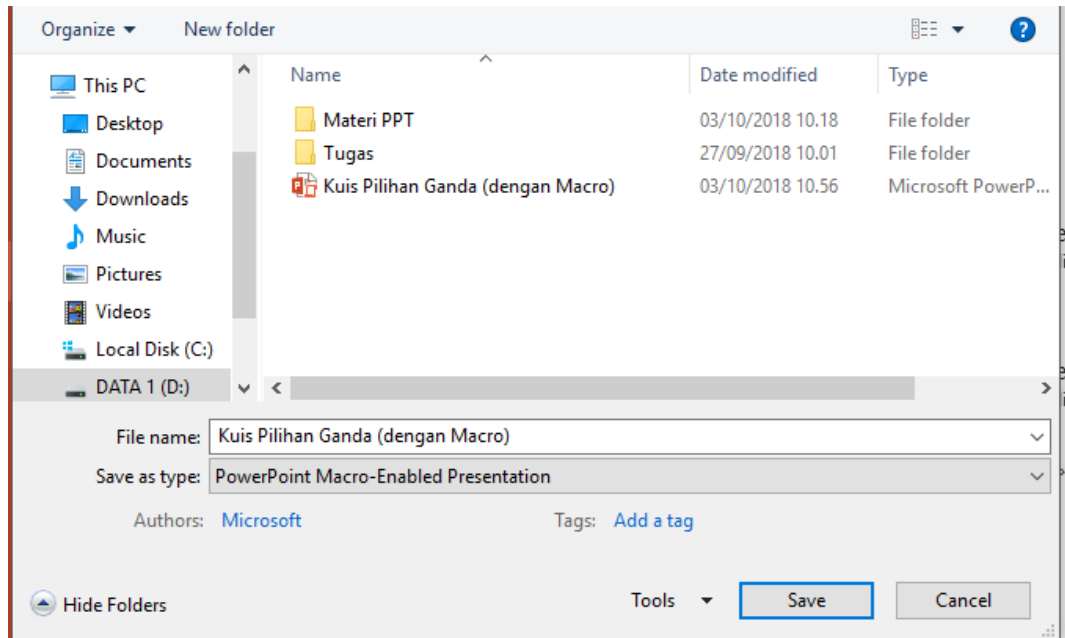 Organize New folder
This PC
Desktop
Documents
Downloads
Music
Pictures
Videos
Local Disk (C:)
DATA 1 (D:)
Name Date modified Type
Materi PPT 03/10/2018 10.18 File folder
Tugas 27/09/2018 10.01 File folder
Kuis Pilihan Ganda (dengan Macro) 03/10/2018 10.56 Microsoft PowerP...
File name: Kuis Pilihan Ganda (dengan Macro)
Save as type: PowerPoint Macro-Enabled Presentation
Authors: Microsoft Tags: Add a tag
Hide Folders Tools Save Cancel